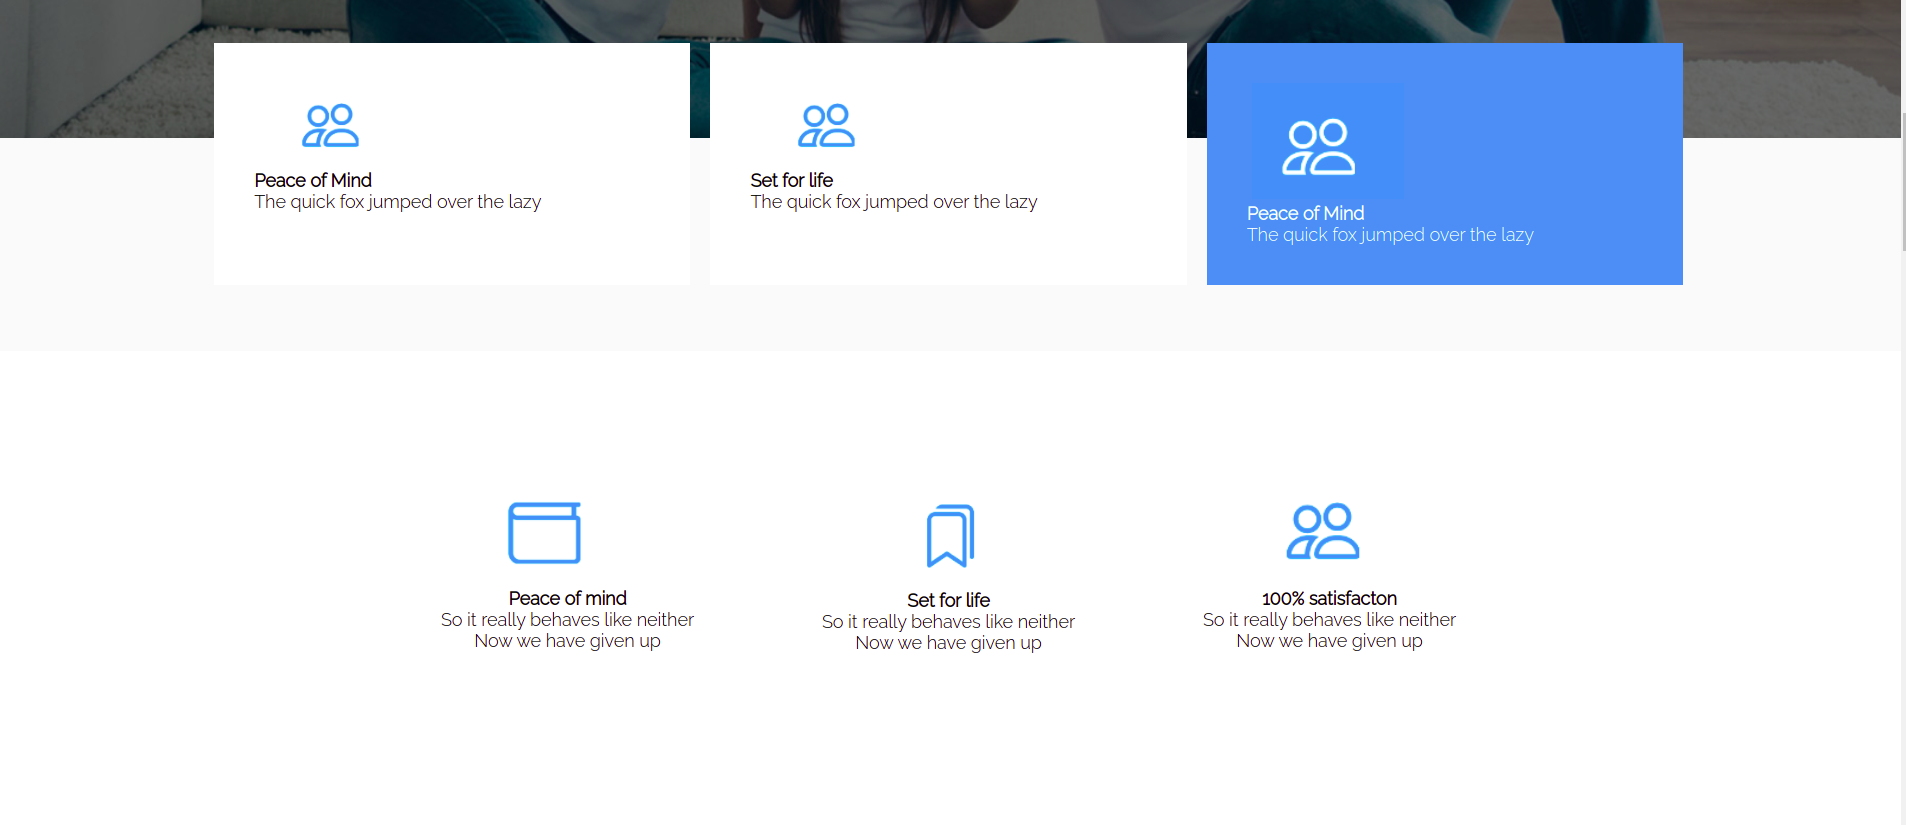 Peace of Mind
The quick fox jumped over the lazy
Set for life
The quick fox jumped over the lazy
Peace of Mind
The quick fox jumped over the lazy
Peace of mind
So it really behaves like neither
Now we have given up
Set for life
So it really behaves like neither
Now we have given up
100% satisfacton
So it really behaves like neither
Now we have given up